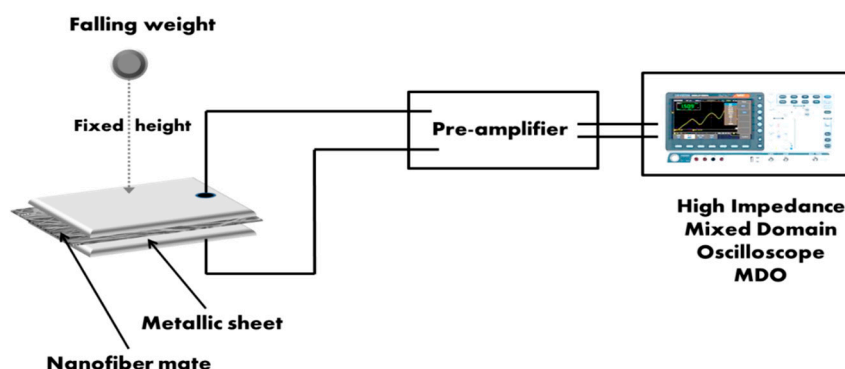 Falling weight
Fixed height
Pre-amplifier
High Impedance
Mixed Domain
Oscilloscope
MDO
Metallic sheet
Nanofiber mate